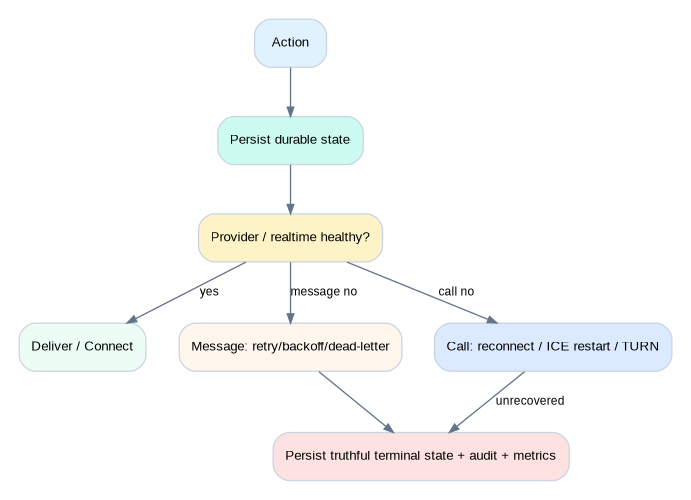 Action
Persist durable state
Provider / realtime healthy?
yes
message no
call no
Deliver / Connect
Message: retry/backoff/dead-letter
Call: reconnect / ICE restart / TURN
unrecovered
Persist truthful terminal state + audit + metrics